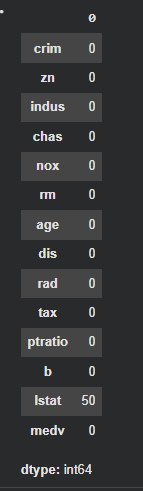 0
crim 0
zn 0
indus 0
chas 0
nox 0
rm 0
age 0
dis 0
rad 0
tax 0
ptratio 0
b 0
lstat 50
medv 0
dtype: int64